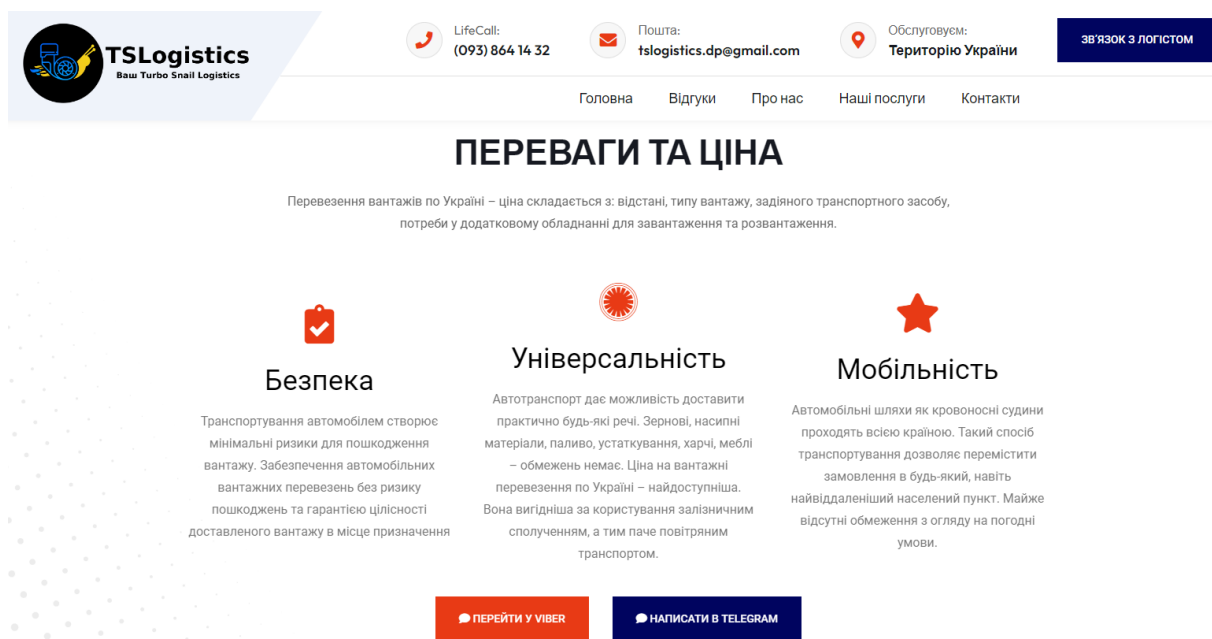 TSLogistics
Ваш Turbo Snail Logistics
LifeCall:
(093) 864 14 32
Пошта:
tslogistics.dp@gmail.com
Обслуговуєм:
Територію України
ЗВ'ЯЗОК З ЛОГІСТОМ
Головна
Відгуки
Про нас
Наші послуги
Контакти
ПЕРЕВАГИ ТА ЦІНА
Перевезення вантажів по Україні – ціна складається з: відстані, типу вантажу, задіяного транспортного засобу,
потреби у додатковому обладнанні для завантаження та розвантаження.
Безпека
Транспортування автомобілем створює
мінімальні ризики для пошкодження
вантажу. Забезпечення автомобільних
вантажних перевезень без ризику
пошкоджень та гарантією цілісності
доставленого вантажу в місце призначення
Універсальність
Автотранспорт дає можливість доставити
практично будь-які речі. Зернові, насипні
матеріали, паливо, устаткування, харчі, меблі
– обмежень немає. Ціна на вантажні
перевезення по Україні – найдоступніша.
Вона вигідніша за користування залізничним
сполученням, а тим паче повітряним
транспортом.
Мобільність
Автомобільні шляхи як кровоносні судини
проходять всією країною. Такий спосіб
транспортування дозволяє перемістити
замовлення в будь-який, навіть
найвіддаленіший населений пункт. Майже
відсутні обмеження з огляду на погодні
умови.
ПЕРЕЙТИ У VIBER
НАПИСАТИ В TELEGRAM